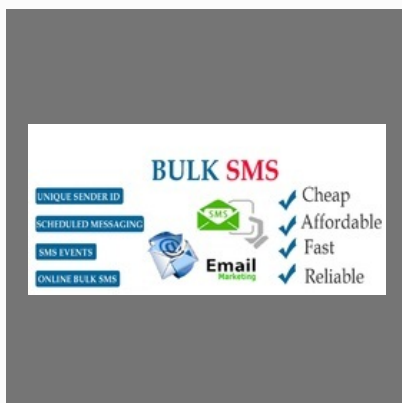 BULK SMS
UNIQUE SENDER ID
SCHEDULED MESSAGING
SMS EVENTS
ONLINE BULK SMS
SMS
@
Email
Marketing
Cheap
Affordable
Fast
Reliable